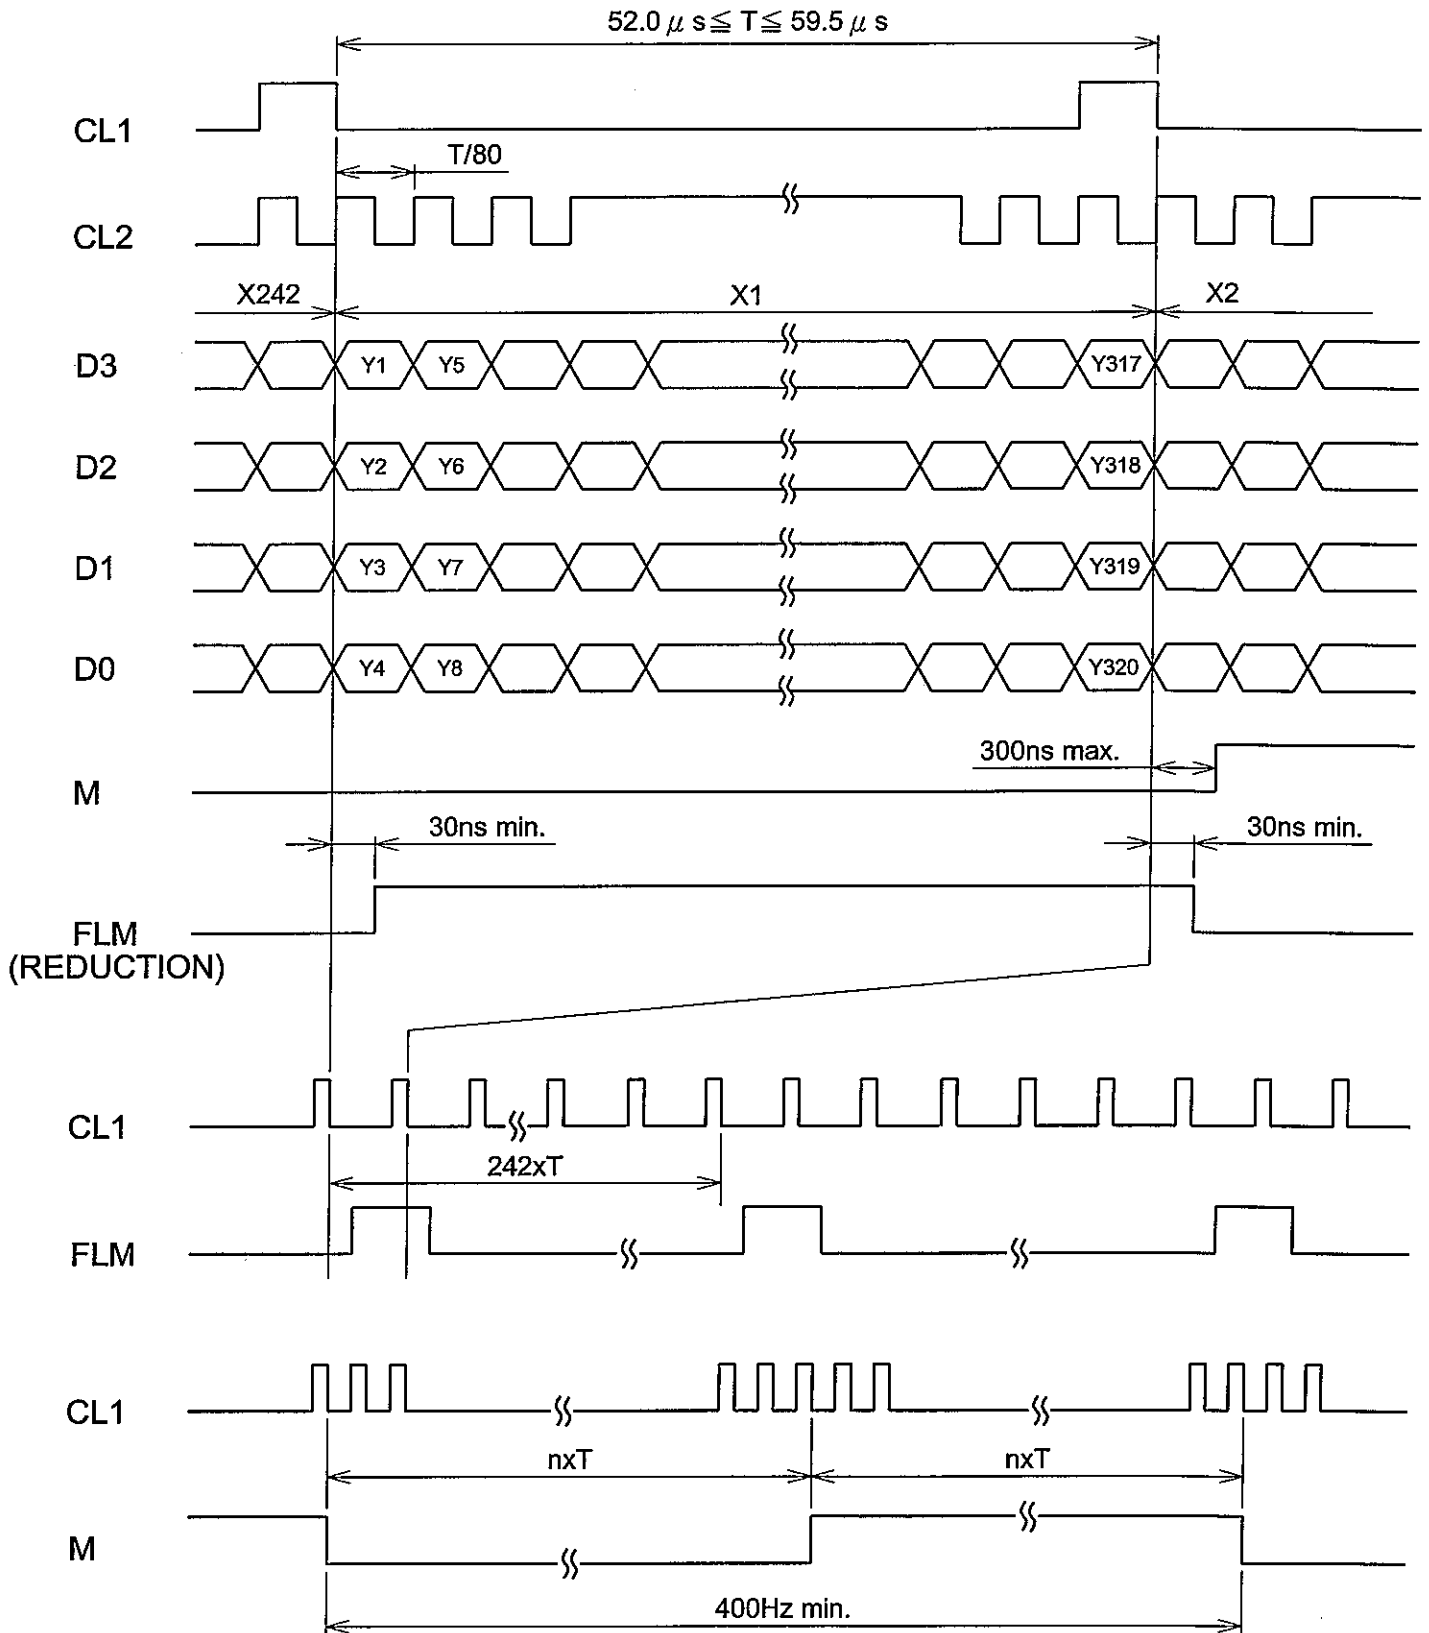 52.0 μ s ≦ T ≦ 59.5 μ s
CL1
T/80
CL2
X242 X1 X2
D3 Y1 Y5 Y317
D2 Y2 Y6 Y318
D1 Y3 Y7 Y319
D0 Y4 Y8 Y320
300ns max.
M
30ns min. 30ns min.
FLM
(REDUCTION)
CL1
242xT
FLM
CL1
nxT nxT
M
400Hz min.